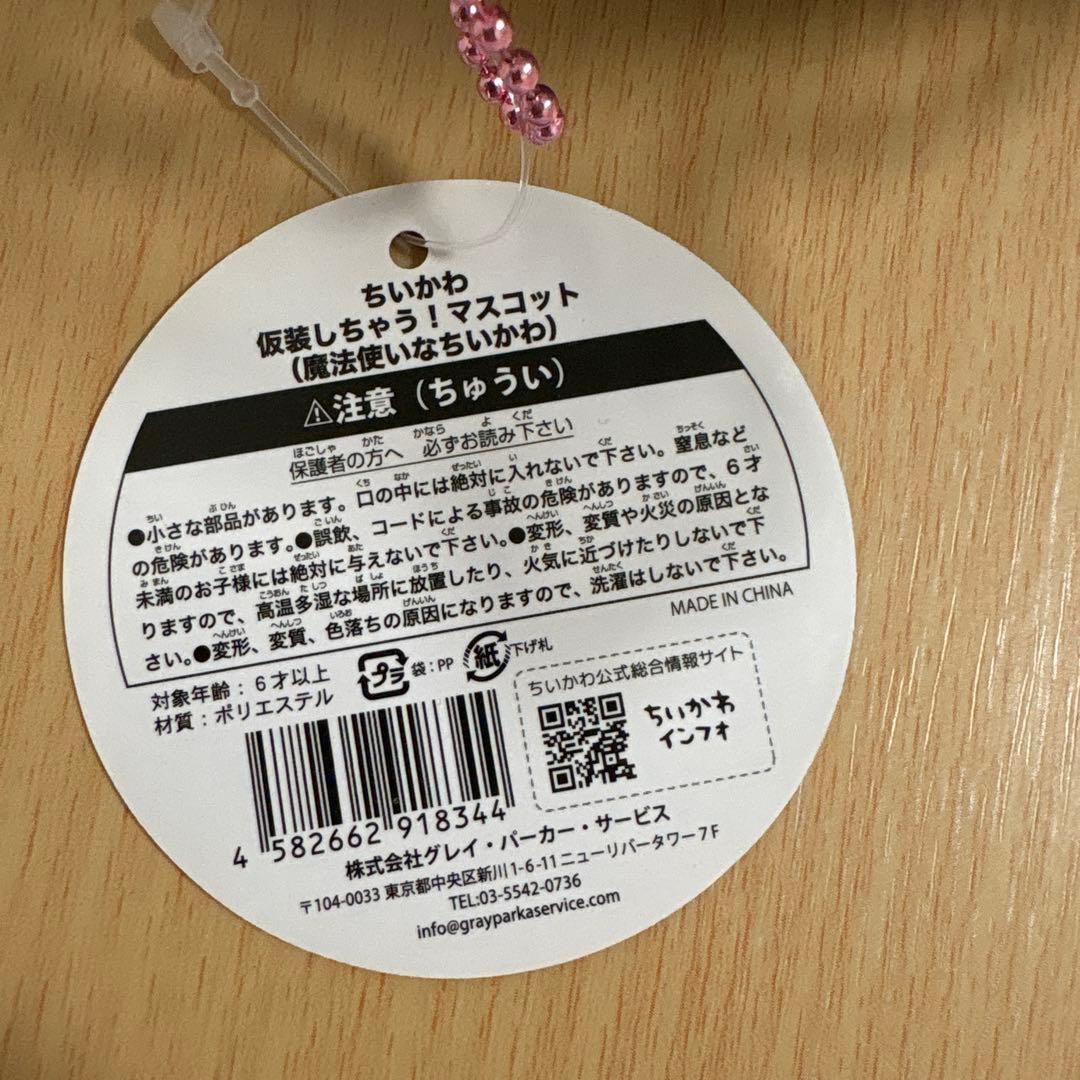 ちいかわ
仮装しちゃう！マスコット
（魔法使いなちいかわ）
⚠注意（ちゅうい）
保護者の方へ 必ずお読み下さい
●小さな部品があります。口の中には絶対に入れないで下さい。窒息など
の危険があります。●誤飲、コードによる事故の危険がありますので、6才
未満のお子様には絶対に与えないで下さい。●変形、変質や火災の原因とな
りますので、高温多湿な場所に放置したり、火気に近づけたりしないで下
さい。●変形、変質、色落ちの原因になりますので、洗濯はしないで下さい。
MADE IN CHINA
対象年齢：6才以上
材質：ポリエステル
プラ 袋：PP 紙 下げ札
ちいかわ公式総合情報サイト
ちいかわ
インフォ
4 582662 918344
株式会社グレイ・パーカー・サービス
〒104-0033 東京都中央区新川1-6-11 ニューリバータワー7F
TEL:03-5542-0736
info@grayparkaservice.com